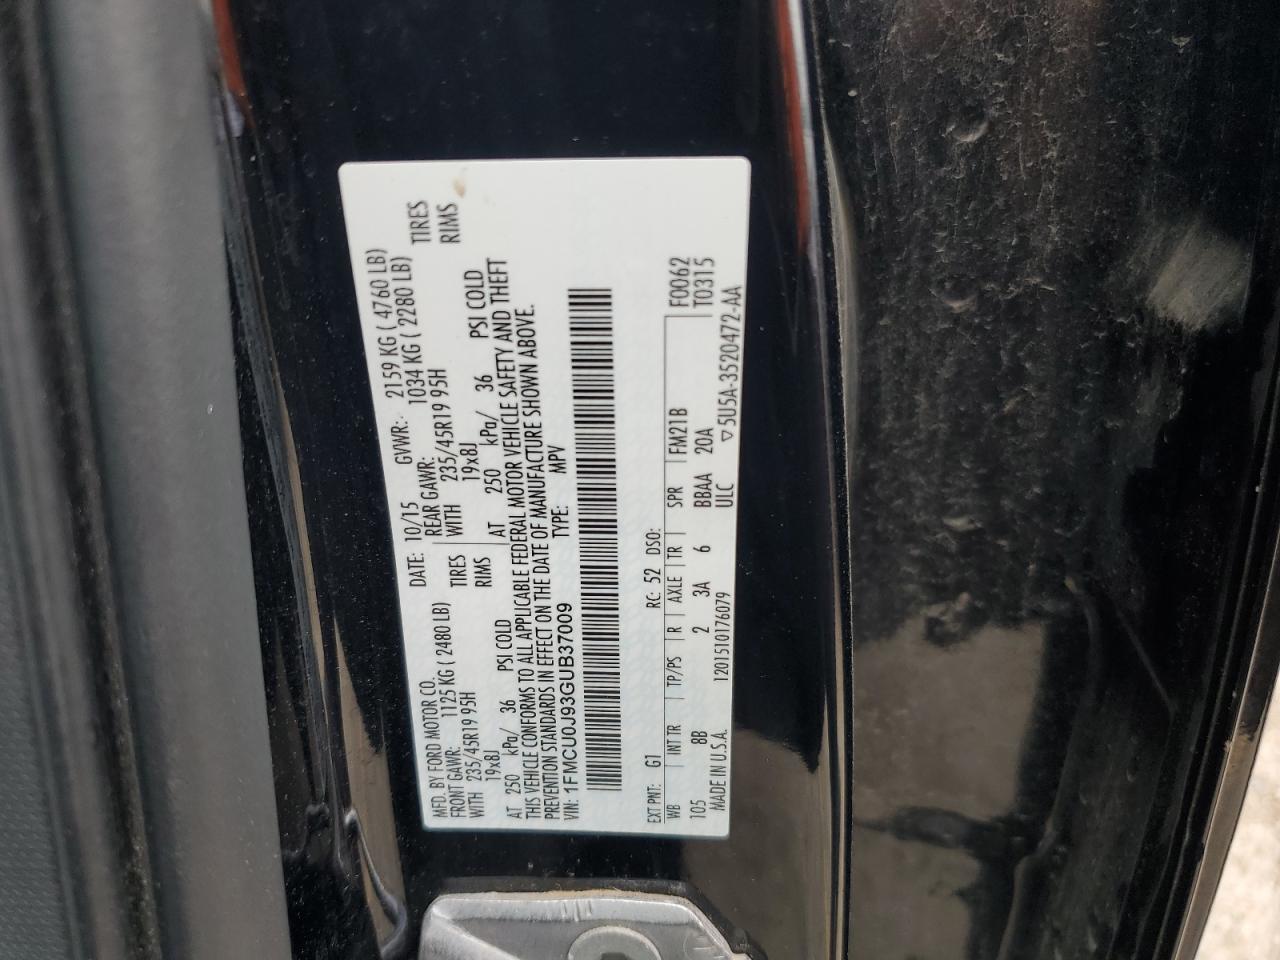 MFD. BY FORD MOTOR CO. DATE: 10/15 GVWR: 2159 KG ( 4760 LB)
FRONT GAWR: 1125 KG ( 2480 LB) REAR GAWR: 1034 KG ( 2280 LB)
WITH 235/45R19 95H TIRES WITH 235/45R19 95H TIRES
19x8J RIMS 19x8J RIMS
AT 250 kPa/ 36 PSI COLD AT 250 kPa/ 36 PSI COLD
THIS VEHICLE CONFORMS TO ALL APPLICABLE FEDERAL MOTOR VEHICLE SAFETY AND THEFT
PREVENTION STANDARDS IN EFFECT ON THE DATE OF MANUFACTURE SHOWN ABOVE.
VIN: 1FMCU0J93GUB37009 TYPE: MPV
EXT PNT: G1 RC: 52 DSO: F0062
WB INT TR TP/PS R AXLE TR SPR FM21B T0315
105 8B 2 3A 6 BBAA 20A
MADE IN U.S.A. 1201510176079 ULC ▽5U5A-3520472-AA